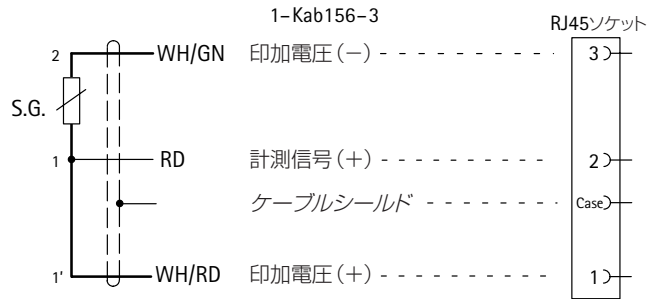 1-Kab156-3
RJ45ソケット
2 WH/GN 印加電圧(−) 3
S.G.
1 RD 計測信号(+) 2
ケーブルシールド Case
1' WH/RD 印加電圧(+) 1